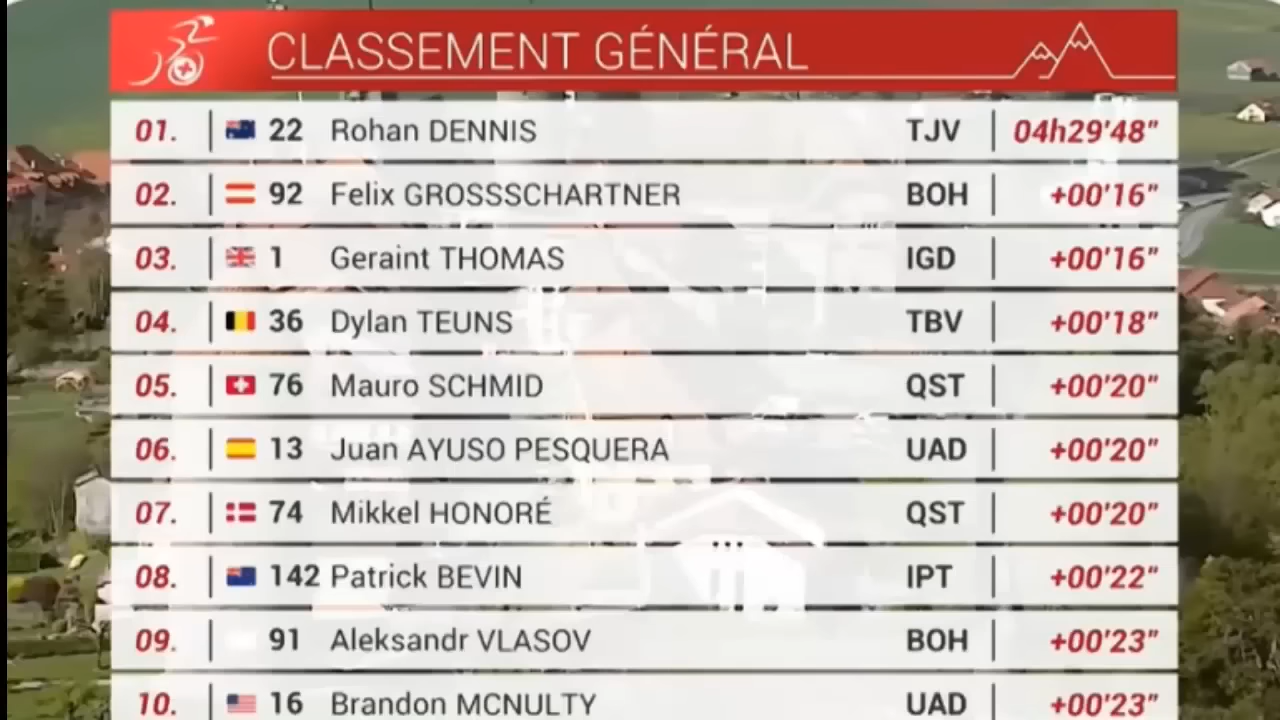 CLASSEMENT GÉNÉRAL
01. 22 Rohan DENNIS TJV 04h29'48"
02. 92 Felix GROSSSCHARTNER BOH +00'16"
03. 1 Geraint THOMAS IGD +00'16"
04. 36 Dylan TEUNS TBV +00'18"
05. 76 Mauro SCHMID QST +00'20"
06. 13 Juan AYUSO PESQUERA UAD +00'20"
07. 74 Mikkel HONORÉ QST +00'20"
08. 142 Patrick BEVIN IPT +00'22"
09. 91 Aleksandr VLASOV BOH +00'23"
10. 16 Brandon MCNULTY UAD +00'23"